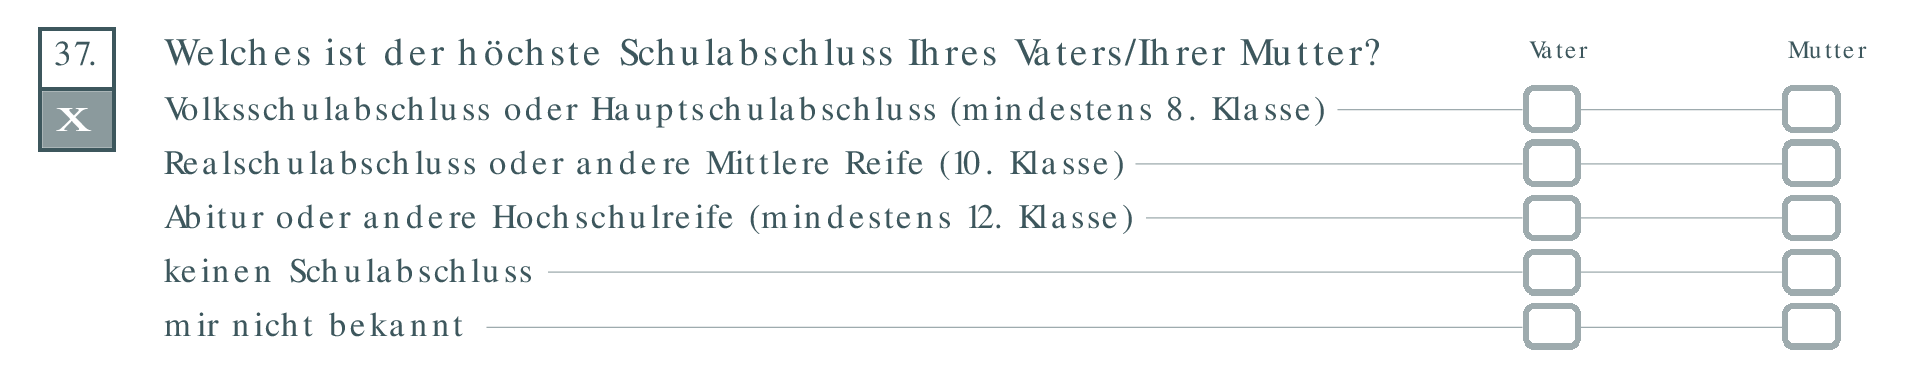 37. Welches ist der höchste Schulabschluss Ihres Vaters/Ihrer Mutter? Vater Mutter
X Volksschulabschluss oder Hauptschulabschluss (mindestens 8. Klasse)
Realschulabschluss oder andere Mittlere Reife (10. Klasse)
Abitur oder andere Hochschulreife (mindestens 12. Klasse)
keinen Schulabschluss
mir nicht bekannt